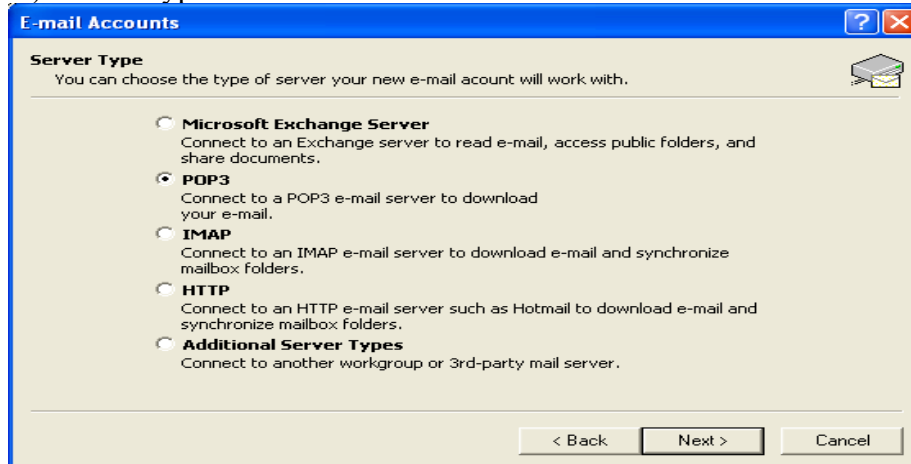 E-mail Accounts
Server Type
You can choose the type of server your new e-mail acount will work with.
Microsoft Exchange Server
Connect to an Exchange server to read e-mail, access public folders, and
share documents.
POP3
Connect to a POP3 e-mail server to download
your e-mail.
IMAP
Connect to an IMAP e-mail server to download e-mail and synchronize
mailbox folders.
HTTP
Connect to an HTTP e-mail server such as Hotmail to download e-mail and
synchronize mailbox folders.
Additional Server Types
Connect to another workgroup or 3rd-party mail server.
< Back Next > Cancel